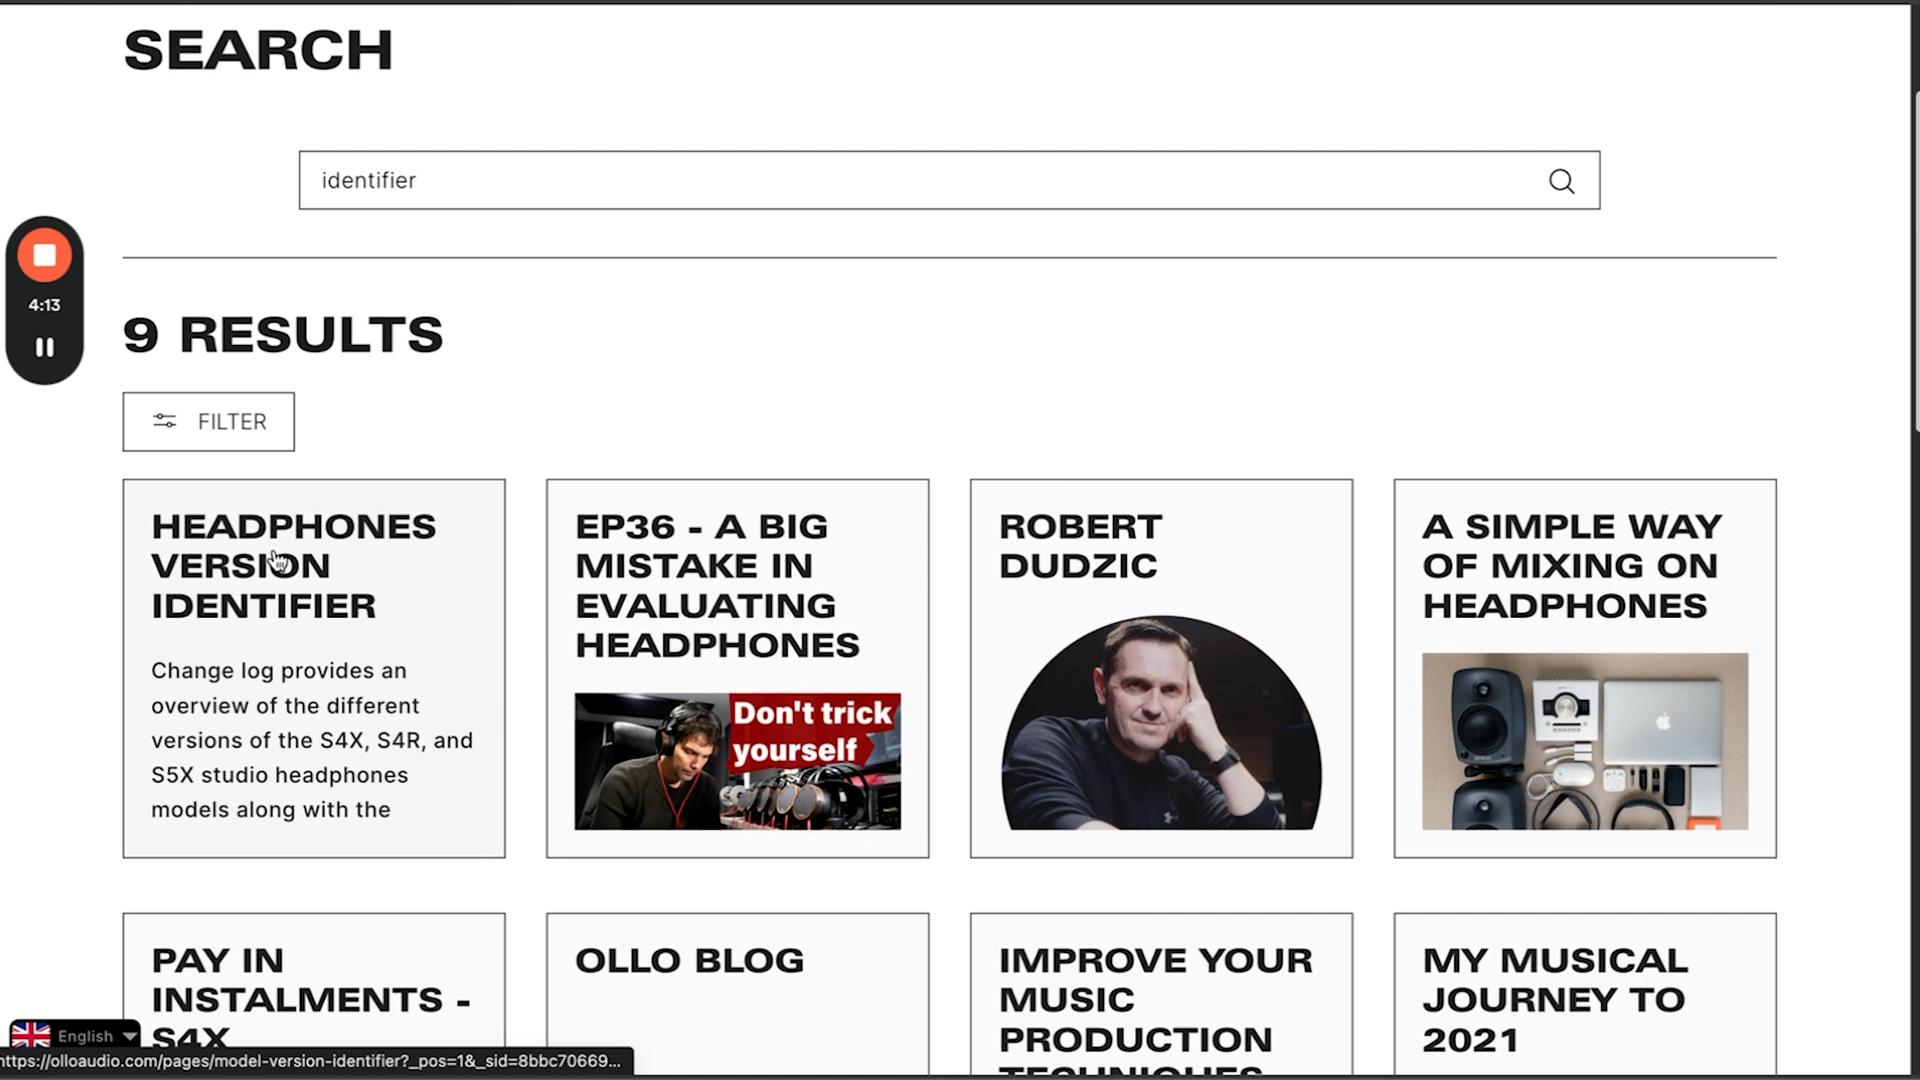 SEARCH
identifier
4:13
9 RESULTS
FILTER
HEADPHONES
VERSION
IDENTIFIER
Change log provides an
overview of the different
versions of the S4X, S4R, and
S5X studio headphones
models along with the
EP36 - A BIG
MISTAKE IN
EVALUATING
HEADPHONES
Don't trick
yourself
ROBERT
DUDZIC
A SIMPLE WAY
OF MIXING ON
HEADPHONES
PAY IN
INSTALMENTS -
S4X
OLLO BLOG
IMPROVE YOUR
MUSIC
PRODUCTION
TECHNIQUES
MY MUSICAL
JOURNEY TO
2021
English
https://olloaudio.com/pages/model-version-identifier?_pos=1&_sid=8bbc70669...